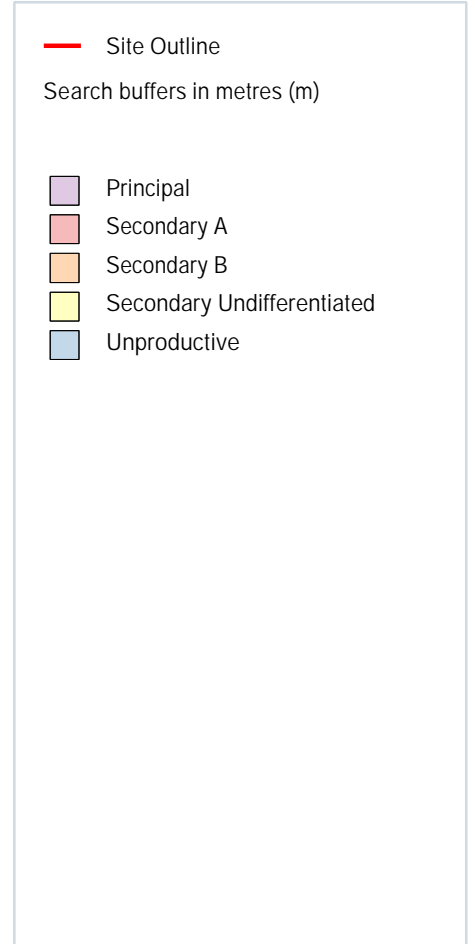 Site Outline
Search buffers in metres (m)
Principal
Secondary A
Secondary B
Secondary Undifferentiated
Unproductive